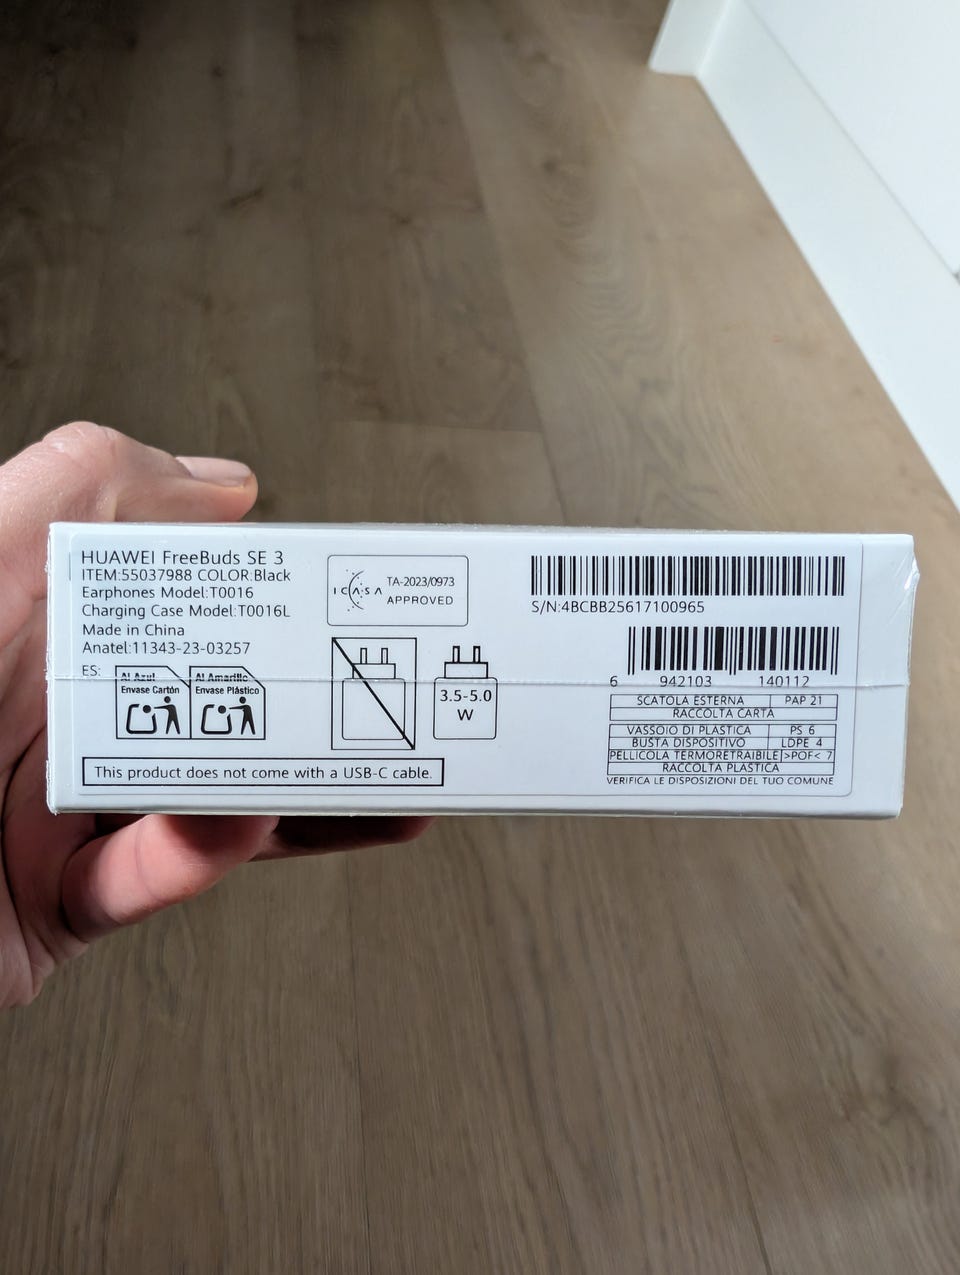 HUAWEI FreeBuds SE 3
ITEM:55037988 COLOR:Black
Earphones Model:T0016
Charging Case Model:T0016L
Made in China
Anatel:11343-23-03257
ES:
Al Azul
Envase Cartón
Al Amarillo
Envase Plástico
This product does not come with a USB-C cable.
ICASA
TA-2023/0973
APPROVED
3.5-5.0
W
S/N:4BCBB25617100965
6 942103 140112
SCATOLA ESTERNA PAP 21
RACCOLTA CARTA
VASSOIO DI PLASTICA PS 6
BUSTA DISPOSITIVO LDPE 4
PELLICOLA TERMORETRAIBILE >POF< 7
RACCOLTA PLASTICA
VERIFICA LE DISPOSIZIONI DEL TUO COMUNE